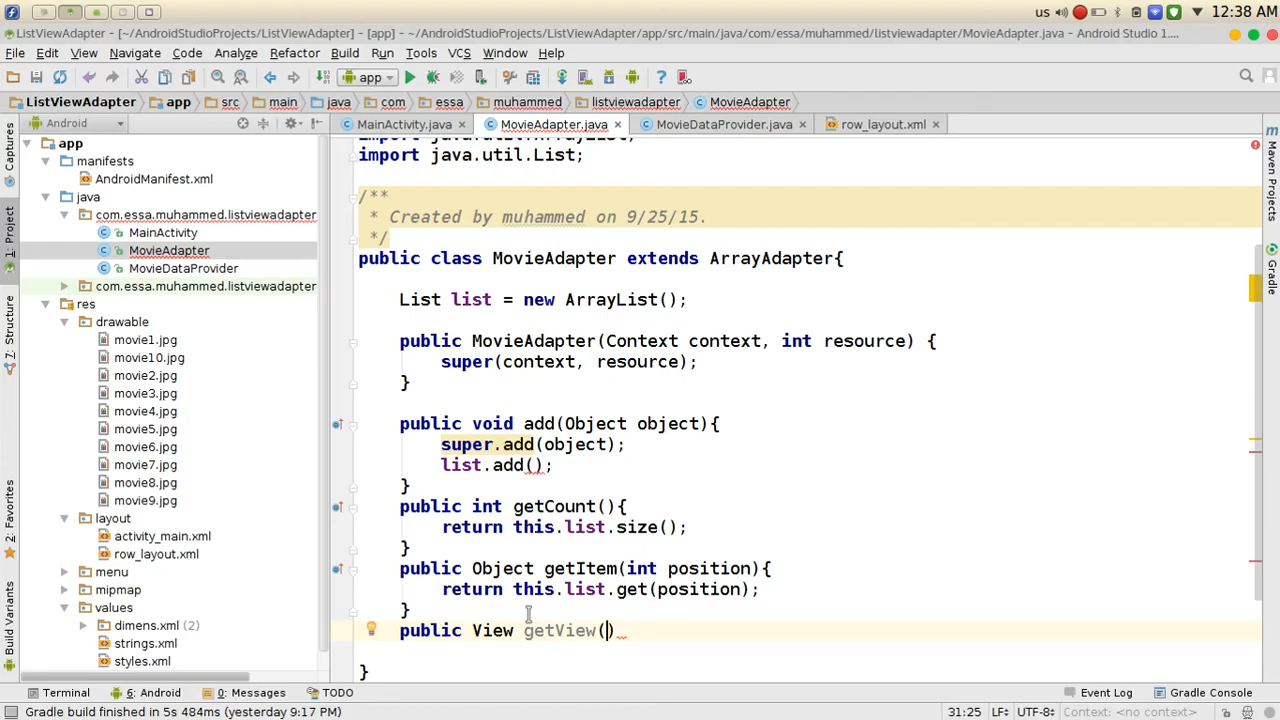 us 12:38 AM
ListViewAdapter - [~/AndroidStudioProjects/ListViewAdapter] - [app] - ~/AndroidStudioProjects/ListViewAdapter/app/src/main/java/com/essa/muhammed/listviewadapter/MovieAdapter.java - Android Studio 1....
File Edit View Navigate Code Analyze Refactor Build Run Tools VCS Window Help
app
ListViewAdapter app src main java com essa muhammed listviewadapter MovieAdapter
Android
MainActivity.java MovieAdapter.java MovieDataProvider.java row_layout.xml
app
manifests
AndroidManifest.xml
java
com.essa.muhammed.listviewadapter
MainActivity
MovieAdapter
MovieDataProvider
com.essa.muhammed.listviewadapter
res
drawable
movie1.jpg
movie10.jpg
movie2.jpg
movie3.jpg
movie4.jpg
movie5.jpg
movie6.jpg
movie7.jpg
movie8.jpg
movie9.jpg
layout
activity_main.xml
row_layout.xml
menu
mipmap
values
dimens.xml (2)
strings.xml
styles.xml
Captures
1: Project
7: Structure
2: Favorites
Build Variants
import java.util.ArrayList;
import java.util.List;
/**
* Created by muhammed on 9/25/15.
*/
public class MovieAdapter extends ArrayAdapter{
List list = new ArrayList();
public MovieAdapter(Context context, int resource) {
super(context, resource);
}
public void add(Object object){
super.add(object);
list.add();
}
public int getCount(){
return this.list.size();
}
public Object getItem(int position){
return this.list.get(position);
}
public View getView()
}
m Maven Projects
Gradle
Terminal 6: Android 0: Messages TODO Event Log Gradle Console
Gradle build finished in 5s 484ms (yesterday 9:17 PM) 31:25 LF UTF-8 Context: <no context>